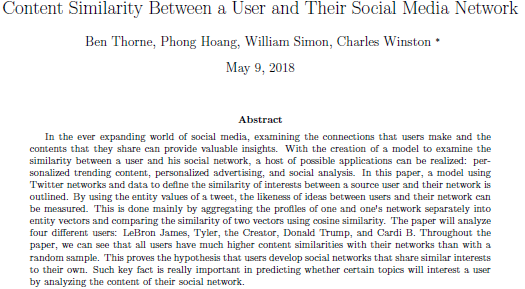 Content Similarity Between a User and Their Social Media Network
Ben Thorne, Phong Hoang, William Simon, Charles Winston *
May 9, 2018
Abstract
In the ever expanding world of social media, examining the connections that users make and the
contents that they share can provide valuable insights. With the creation of a model to examine the
similarity between a user and his social network, a host of possible applications can be realized: per-
sonalized trending content, personalized advertising, and social analysis. In this paper, a model using
Twitter networks and data to define the similarity of interests between a source user and their network is
outlined. By using the entity values of a tweet, the likeness of ideas between users and their network can
be measured. This is done mainly by aggregating the profiles of one and one's network separately into
entity vectors and comparing the similarity of two vectors using cosine similarity. The paper will analyze
four different users: LeBron James, Tyler, the Creator, Donald Trump, and Cardi B. Throughout the
paper, we can see that all users have much higher content similarities with their networks than with a
random sample. This proves the hypothesis that users develop social networks that share similar interests
to their own. Such key fact is really important in predicting whether certain topics will interest a user
by analyzing the content of their social network.